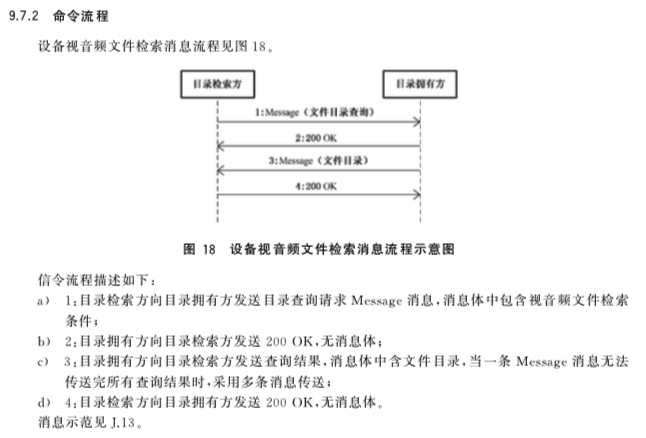 9.7.2 命令流程
设备视音频文件检索消息流程见图 18。
目录检索方
目录拥有方
1:Message（文件目录查询）
2:200 OK
3:Message（文件目录）
4:200 OK
图 18 设备视音频文件检索消息流程示意图
信令流程描述如下：
a） 1:目录检索方向目录拥有方发送目录查询请求 Message 消息,消息体中包含视音频文件检索
条件；
b） 2:目录拥有方向目录检索方发送 200 OK,无消息体；
c） 3:目录拥有方向目录检索方发送查询结果,消息体中含文件目录,当一条 Message 消息无法
传送完所有查询结果时,采用多条消息传送；
d） 4:目录检索方向目录拥有方发送 200 OK,无消息体。
消息示范见 J.13。